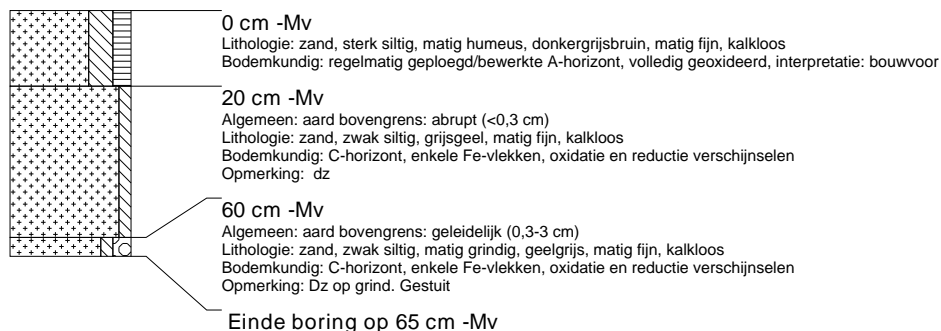 0 cm -Mv
Lithologie: zand, sterk siltig, matig humeus, donkergrijsbruin, matig fijn, kalkloos
Bodemkundig: regelmatig geploegd/bewerkte A-horizont, volledig geoxideerd, interpretatie: bouwvoor
20 cm -Mv
Algemeen: aard bovengrens: abrupt (<0,3 cm)
Lithologie: zand, zwak siltig, grijsgeel, matig fijn, kalkloos
Bodemkundig: C-horizont, enkele Fe-vlekken, oxidatie en reductie verschijnselen
Opmerking: dz
60 cm -Mv
Algemeen: aard bovengrens: geleidelijk (0,3-3 cm)
Lithologie: zand, zwak siltig, matig grindig, geelgrijs, matig fijn, kalkloos
Bodemkundig: C-horizont, enkele Fe-vlekken, oxidatie en reductie verschijnselen
Opmerking: Dz op grind. Gestuit
Einde boring op 65 cm -Mv